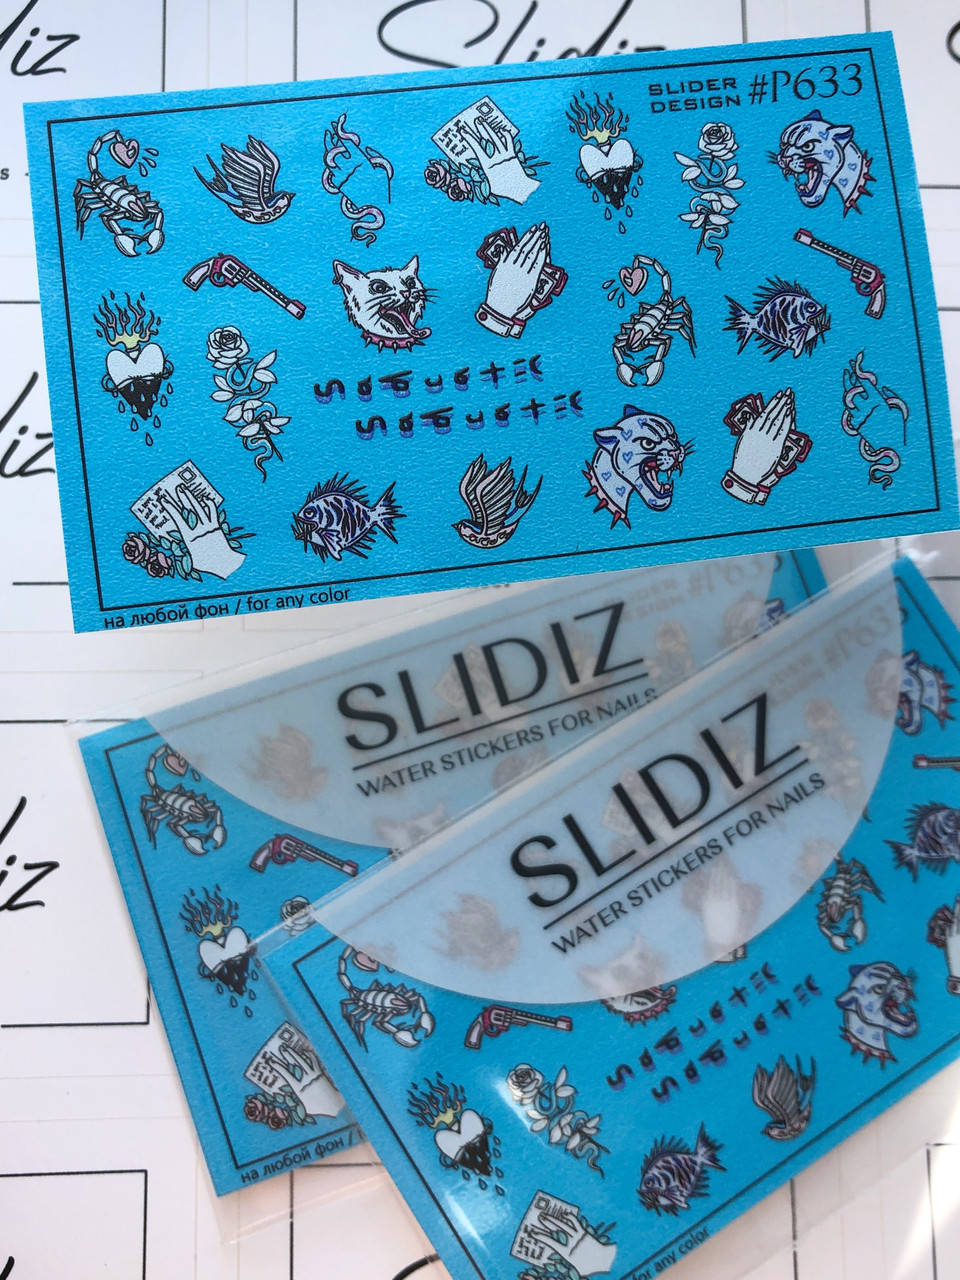 Slidiz
SLIDER
DESIGN #P633
на любой фон / for any color
SLIDIZ
WATER STICKERS FOR NAILS
SLIDIZ
WATER STICKERS FOR NAILS
на любой фон /
for any color